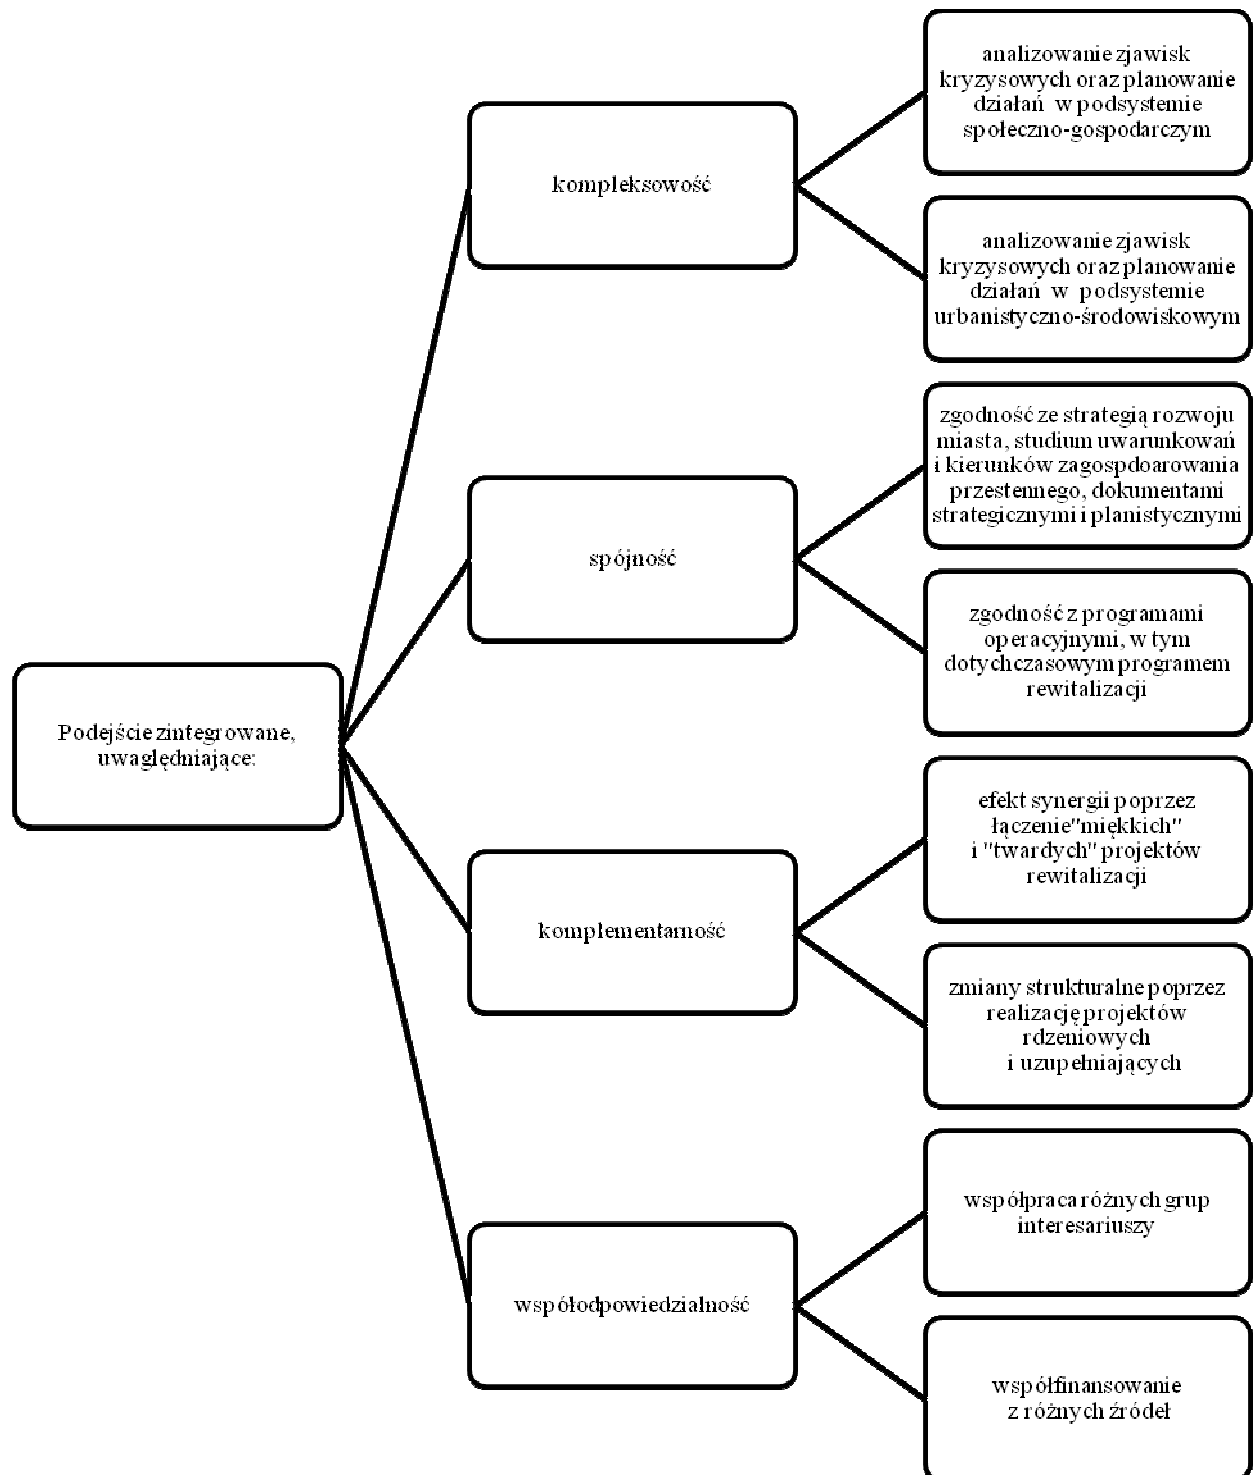 Podejście zintegrowane,
uwaględniające:
kompleksowość
analizowanie zjawisk
kryzysowych oraz planowanie
działań w podsystemie
społeczno-gospodarczym
analizowanie zjawisk
kryzysowych oraz planowanie
działań w podsystemie
urbanistyczno-środowiskowym
spójność
zgodność ze strategią rozwoju
miasta, studium uwarunkowań
i kierunków zagospdoarowania
przestennego, dokumentami
strategicznymi i planistycznymi
zgodność z programami
operacyjnymi, w tym
dotychczasowym programem
rewitalizacji
komplementarność
efekt synergii poprzez
łączenie"miękkich"
i "twardych" projektów
rewitalizacji
zmiany strukturalne poprzez
realizację projektów
rdzeniowych
i uzupełniających
współodpowiedzialność
współpraca różnych grup
interesariuszy
współfinansowanie
z różnych źródeł